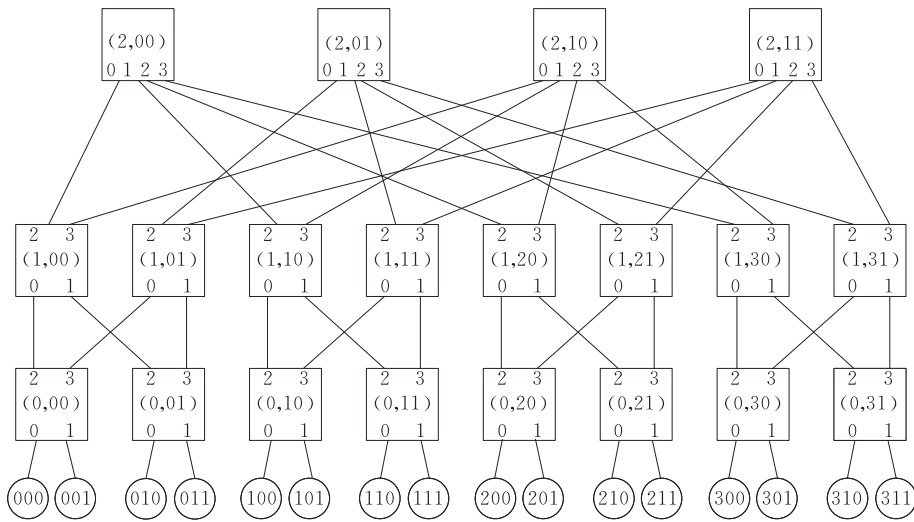 (2,00) (2,01) (2,10) (2,11)
0 1 2 3 0 1 2 3 0 1 2 3 0 1 2 3
2 3 2 3 2 3 2 3 2 3 2 3 2 3 2 3
(1,00) (1,01) (1,10) (1,11) (1,20) (1,21) (1,30) (1,31)
0 1 0 1 0 1 0 1 0 1 0 1 0 1 0 1
2 3 2 3 2 3 2 3 2 3 2 3 2 3 2 3
(0,00) (0,01) (0,10) (0,11) (0,20) (0,21) (0,30) (0,31)
0 1 0 1 0 1 0 1 0 1 0 1 0 1 0 1
000 001 010 011 100 101 110 111 200 201 210 211 300 301 310 311